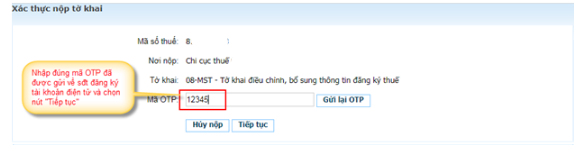 Xác thực nộp tờ khai
Mã số thuế: 8. 1
Nơi nộp: Chi cục thuế
Tờ khai: 08-MST - Tờ khai điều chỉnh, bổ sung thông tin đăng ký thuế
Nhập đúng mã OTP đã
được gửi về sđt đăng ký
tài khoản điện tử và chọn
nút "Tiếp tục"
Mã OTP: 12345 Gửi lại OTP
Hủy nộp Tiếp tục